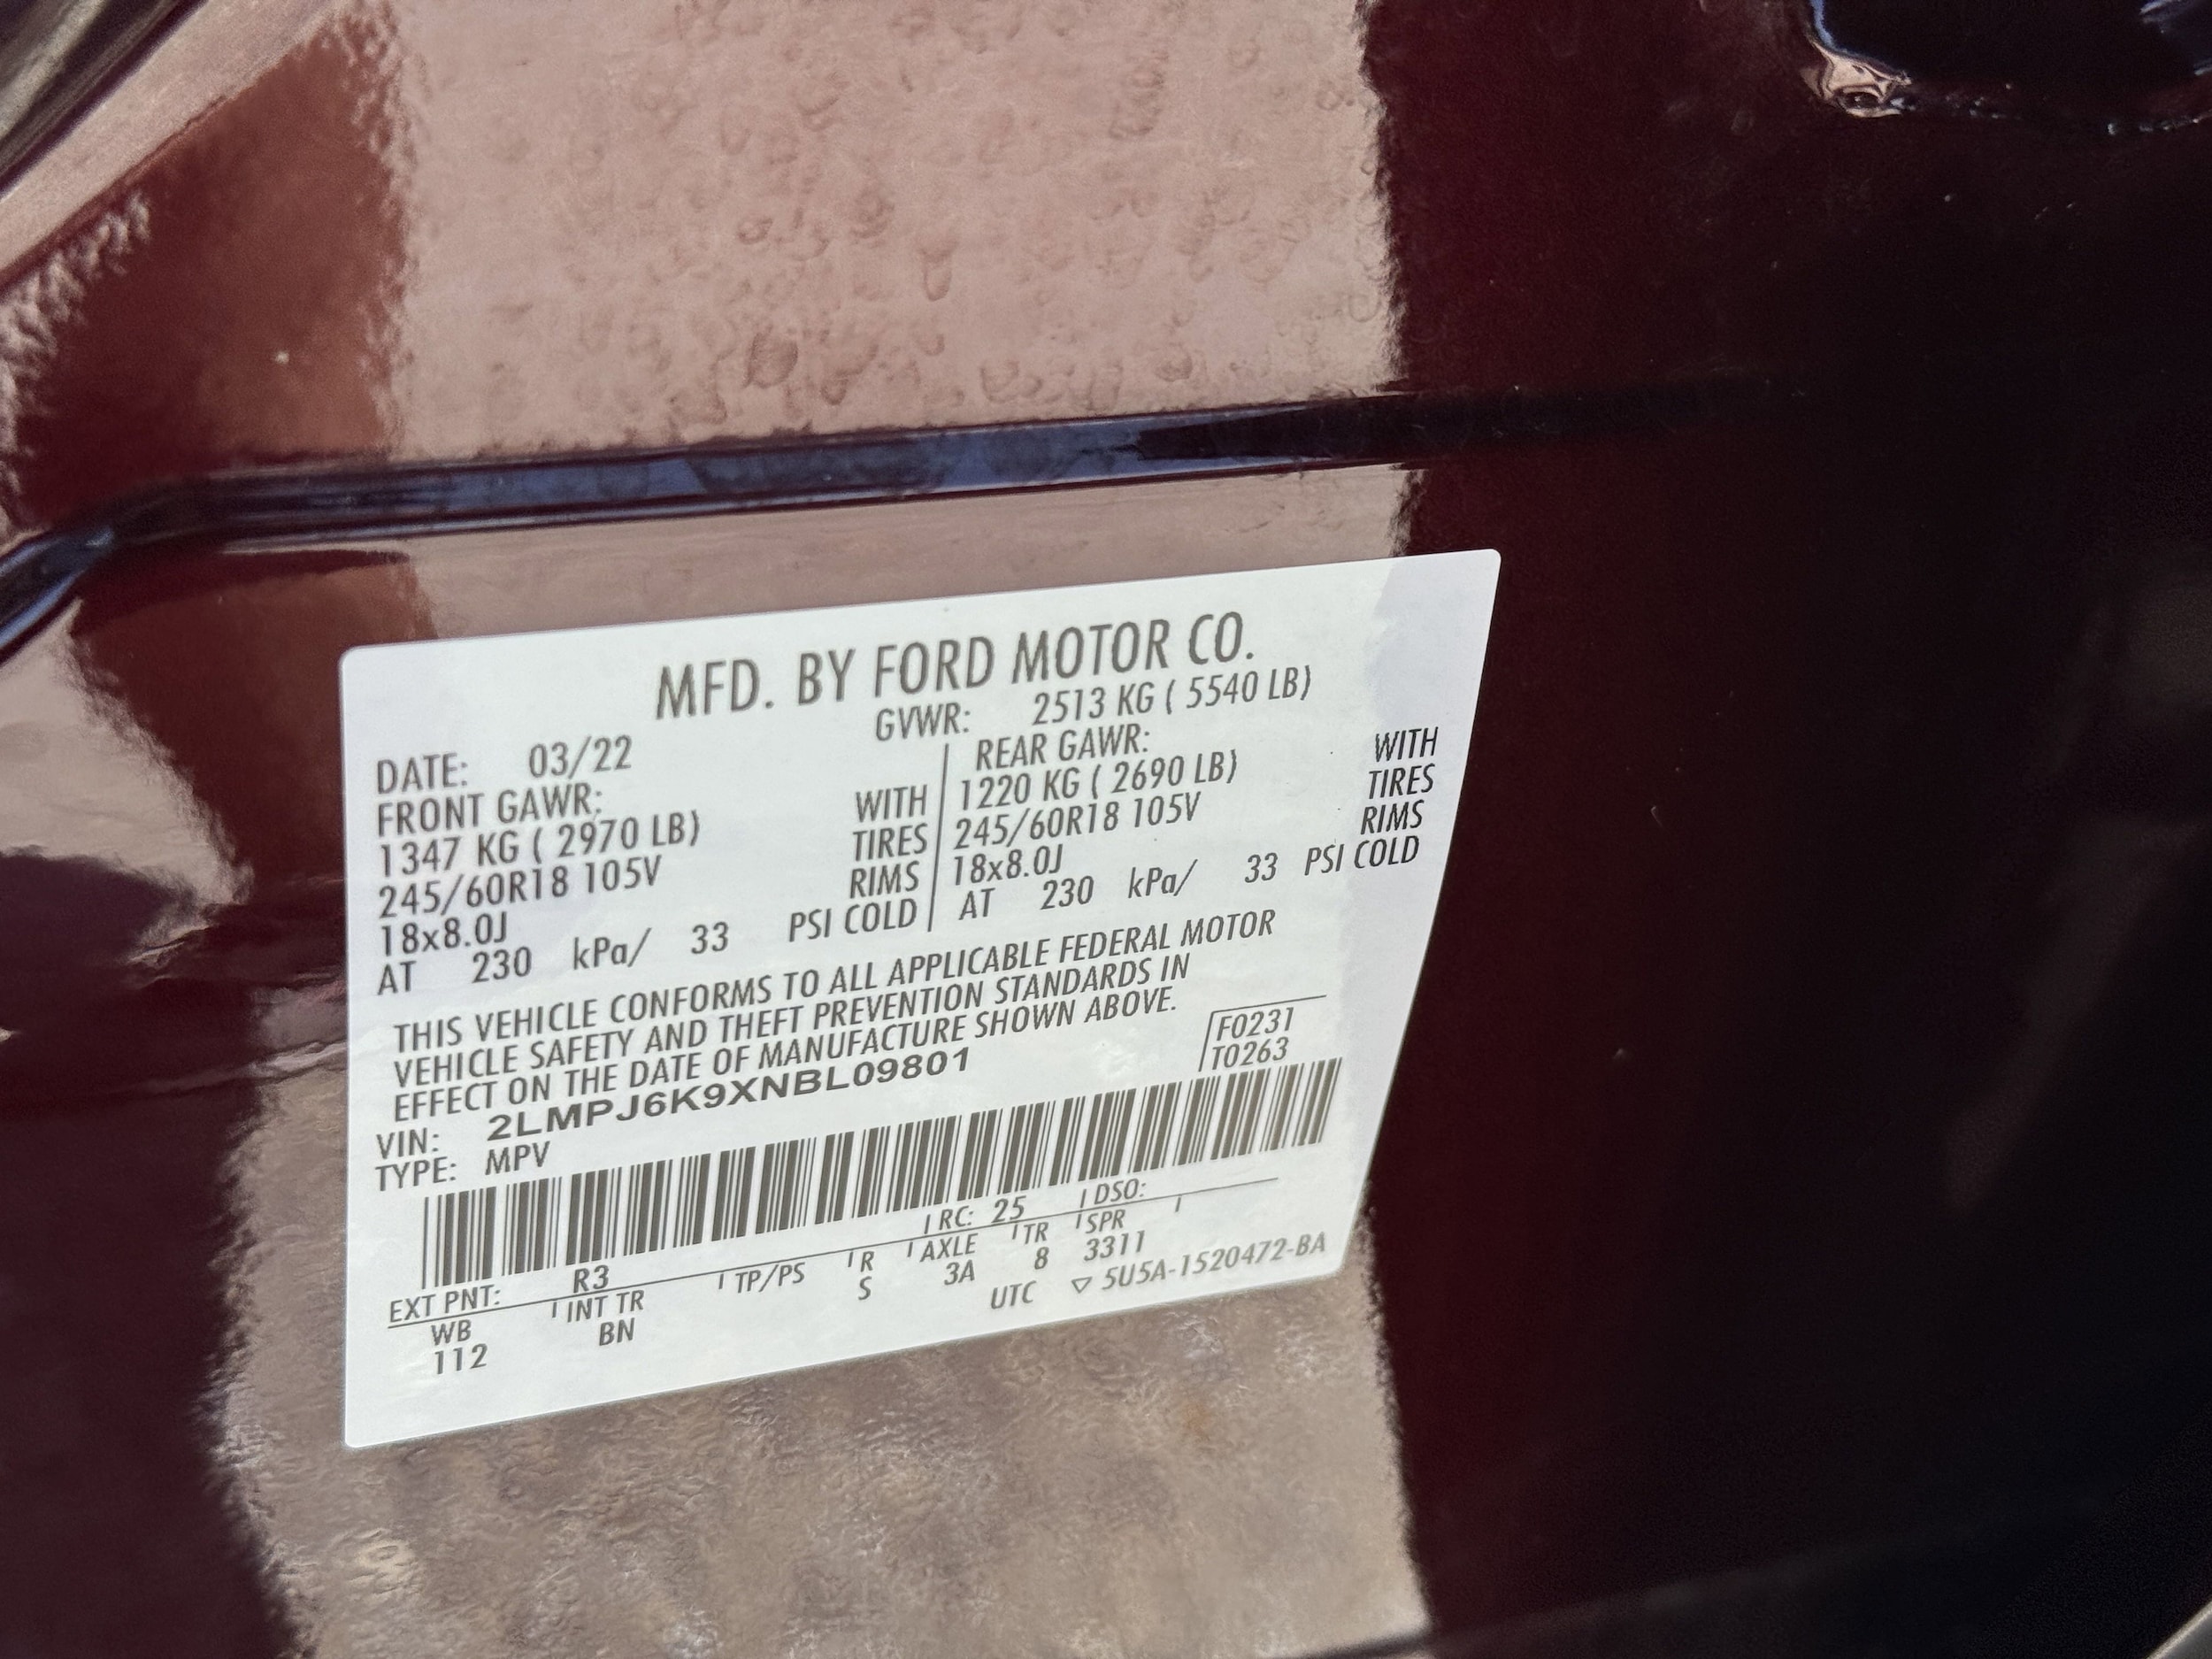 MFD. BY FORD MOTOR CO.
DATE: 03/22 GVWR: 2513 KG ( 5540 LB)
FRONT GAWR: REAR GAWR:
1347 KG ( 2970 LB) WITH 1220 KG ( 2690 LB) WITH
245/60R18 105V TIRES 245/60R18 105V TIRES
18x8.0J RIMS 18x8.0J RIMS
AT 230 kPa/ 33 PSI COLD AT 230 kPa/ 33 PSI COLD
THIS VEHICLE CONFORMS TO ALL APPLICABLE FEDERAL MOTOR
VEHICLE SAFETY AND THEFT PREVENTION STANDARDS IN
EFFECT ON THE DATE OF MANUFACTURE SHOWN ABOVE.
F0231
VIN: 2LMPJ6K9XNBL09801 T0263
TYPE: MPV
EXT PNT: R3 RC: 25 DSO:
WB INT TR TP/PS R AXLE TR SPR
112 BN S 3A 8 3311
UTC ▽ 5U5A-1520472-BA